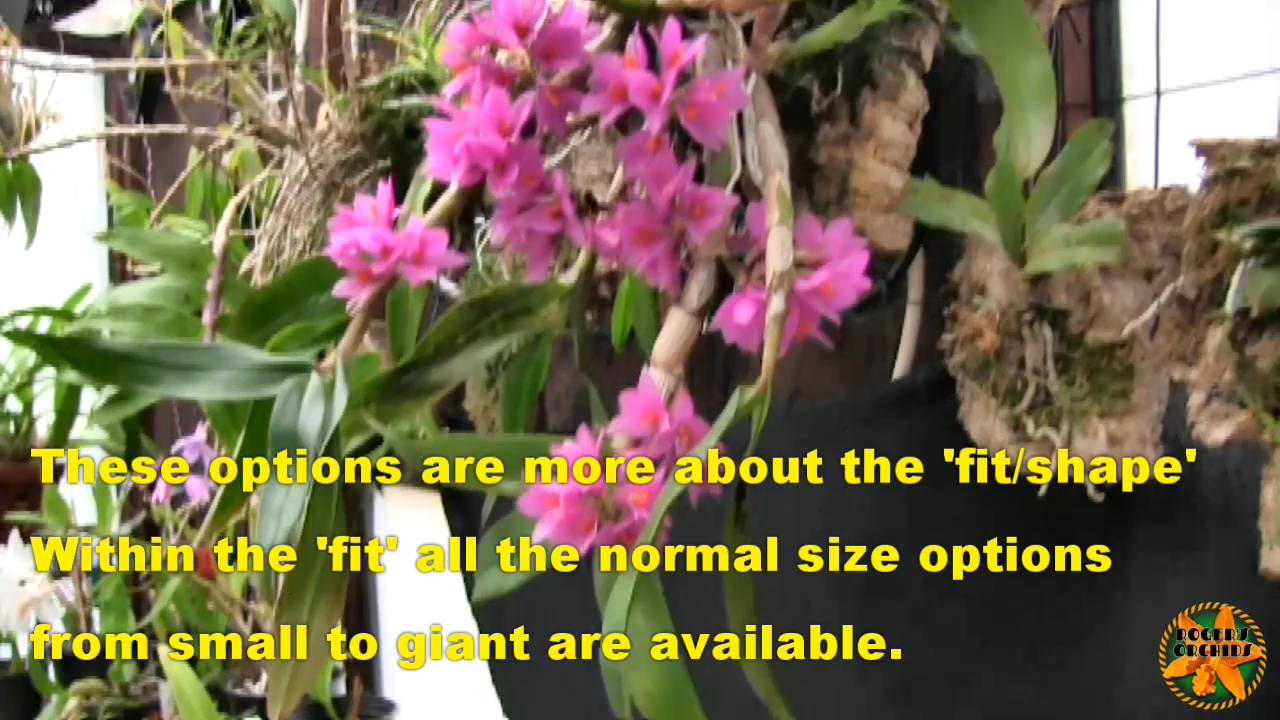 These options are more about the 'fit/shape'
Within the 'fit' all the normal size options
from small to giant are available.
ROGERS
ORCHIDS